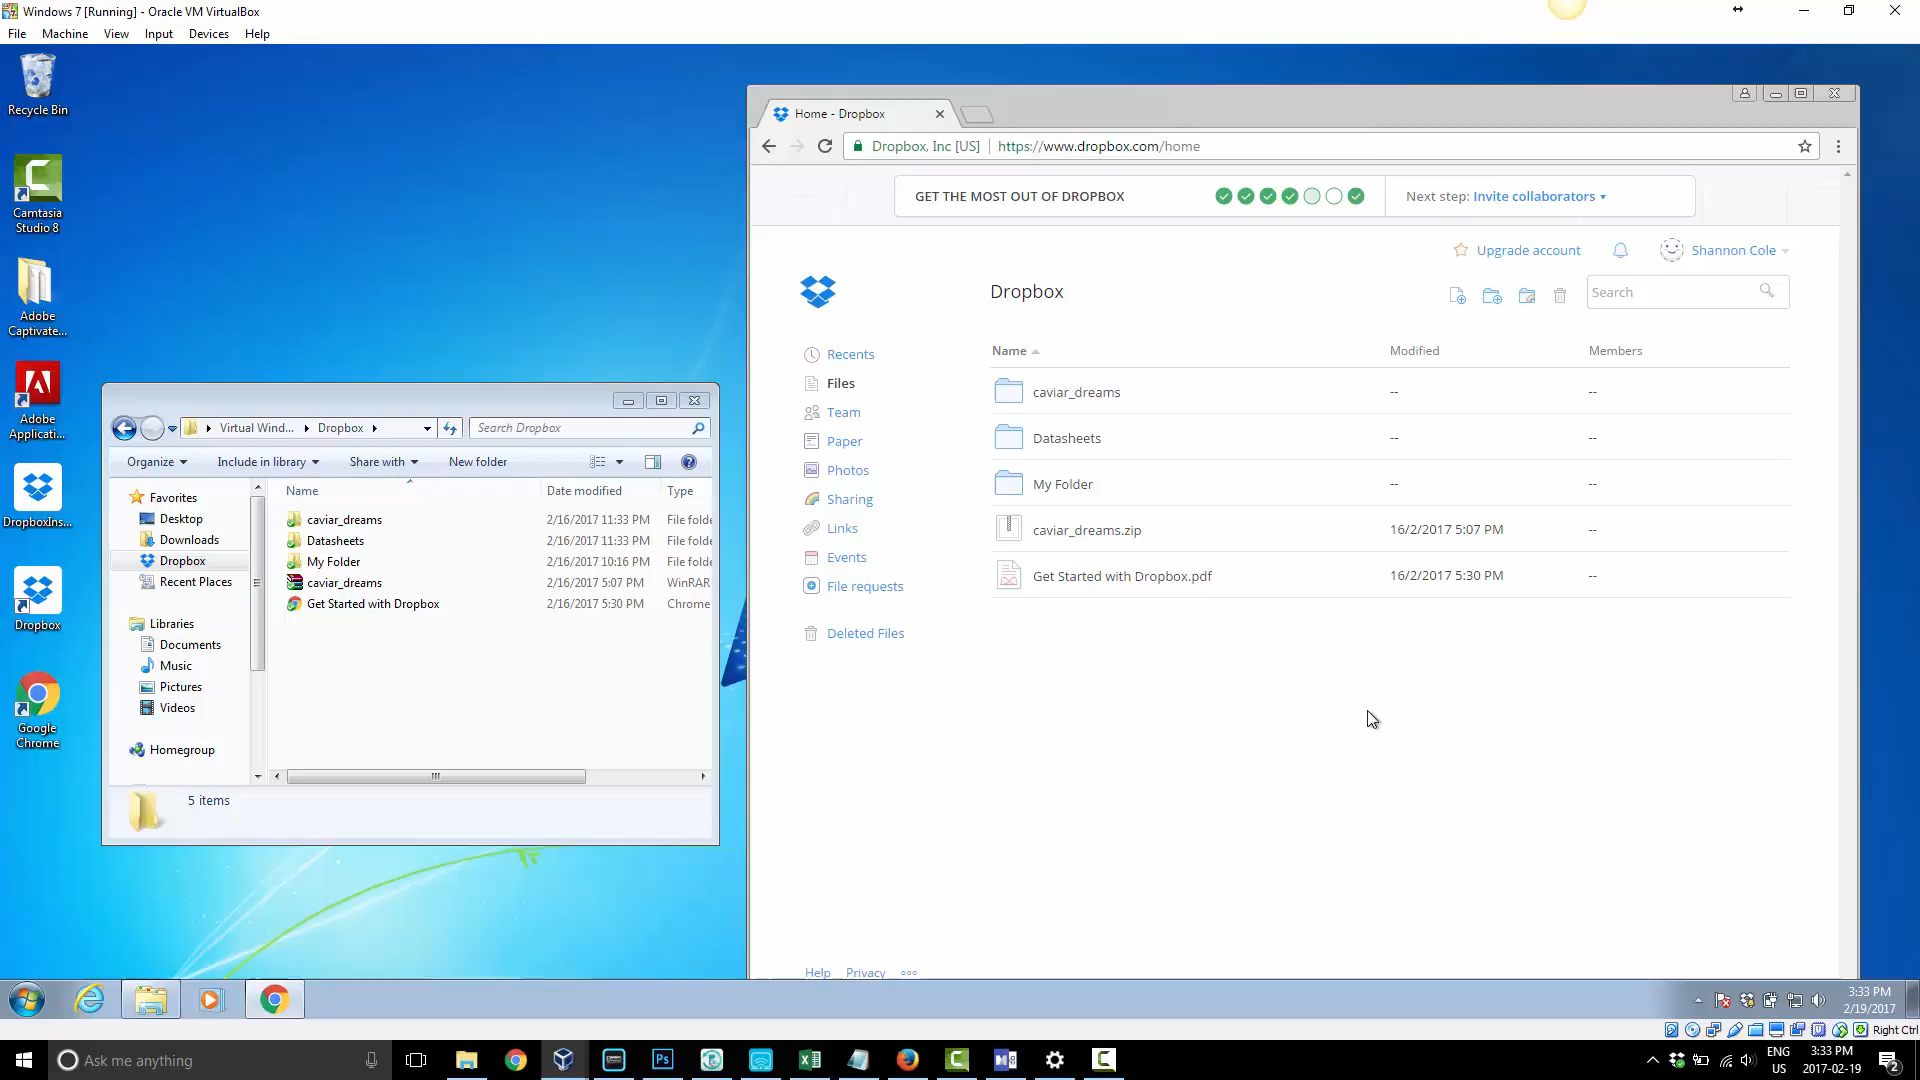 Windows 7 [Running] - Oracle VM VirtualBox
File Machine View Input Devices Help
Recycle Bin
Camtasia
Studio 8
Adobe
Captivate...
Adobe
Applicati...
DropboxIns...
Dropbox
Google
Chrome
Virtual Wind... Dropbox
Search Dropbox
Organize Include in library Share with New folder
Favorites
Desktop
Downloads
Dropbox
Recent Places
Libraries
Documents
Music
Pictures
Videos
Homegroup
Name Date modified Type
caviar_dreams 2/16/2017 11:33 PM File folde
Datasheets 2/16/2017 11:33 PM File folde
My Folder 2/16/2017 10:16 PM File folde
caviar_dreams 2/16/2017 5:07 PM WinRAR
Get Started with Dropbox 2/16/2017 5:30 PM Chrome
5 items
Home - Dropbox
Dropbox, Inc [US] https://www.dropbox.com/home
GET THE MOST OUT OF DROPBOX
Next step: Invite collaborators
Upgrade account
Shannon Cole
Dropbox
Search
Recents
Files
Team
Paper
Photos
Sharing
Links
Events
File requests
Deleted Files
Name Modified Members
caviar_dreams -- --
Datasheets -- --
My Folder -- --
caviar_dreams.zip 16/2/2017 5:07 PM --
Get Started with Dropbox.pdf 16/2/2017 5:30 PM --
Help Privacy
3:33 PM
2/19/2017
Right Ctrl
Ask me anything
Ps
ENG
US
3:33 PM
2017-02-19
2